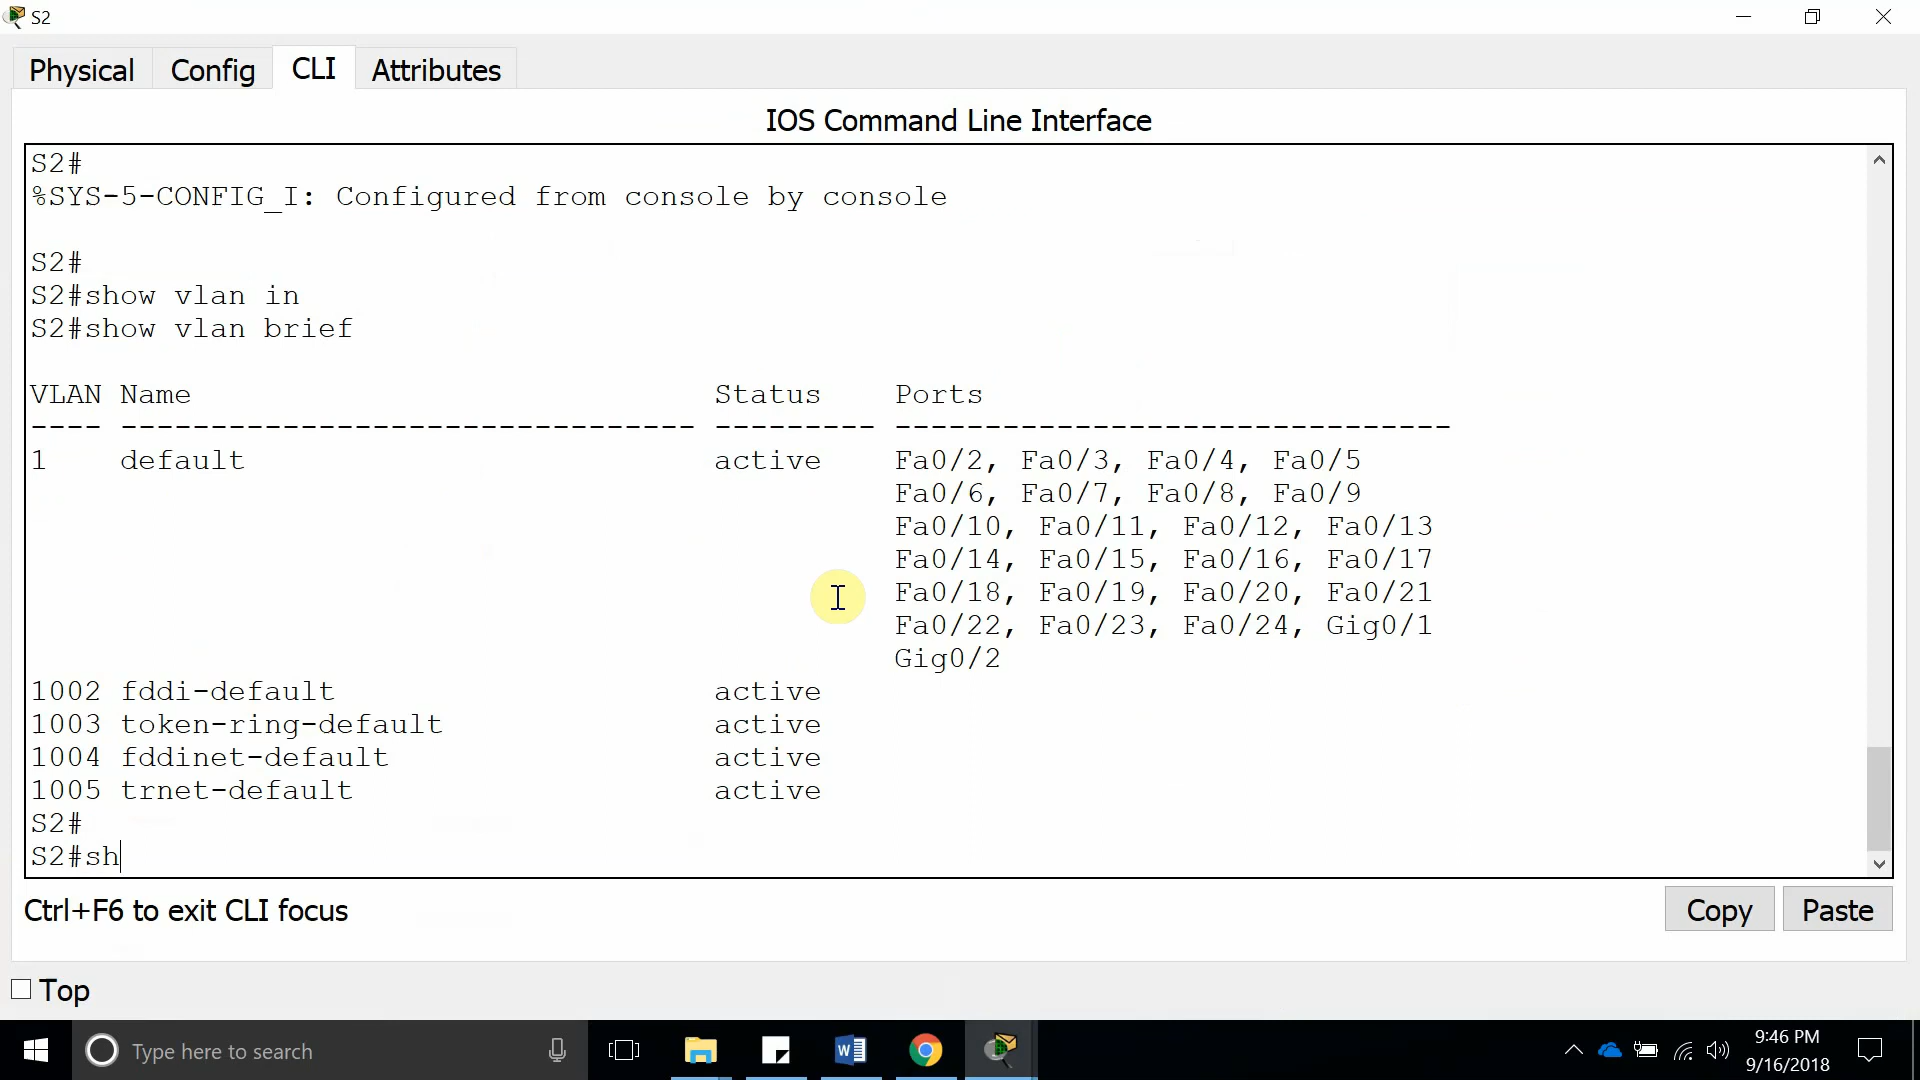 S2
Physical Config CLI Attributes
IOS Command Line Interface
S2#
%SYS-5-CONFIG_I: Configured from console by console
S2#
S2#show vlan in
S2#show vlan brief
VLAN Name Status Ports
---- -------------------------------- --------- -------------------------------
1 default active Fa0/2, Fa0/3, Fa0/4, Fa0/5
Fa0/6, Fa0/7, Fa0/8, Fa0/9
Fa0/10, Fa0/11, Fa0/12, Fa0/13
Fa0/14, Fa0/15, Fa0/16, Fa0/17
Fa0/18, Fa0/19, Fa0/20, Fa0/21
Fa0/22, Fa0/23, Fa0/24, Gig0/1
Gig0/2
1002 fddi-default active
1003 token-ring-default active
1004 fddinet-default active
1005 trnet-default active
S2#
S2#sh
Ctrl+F6 to exit CLI focus Copy Paste
Top
Type here to search 9:46 PM
9/16/2018